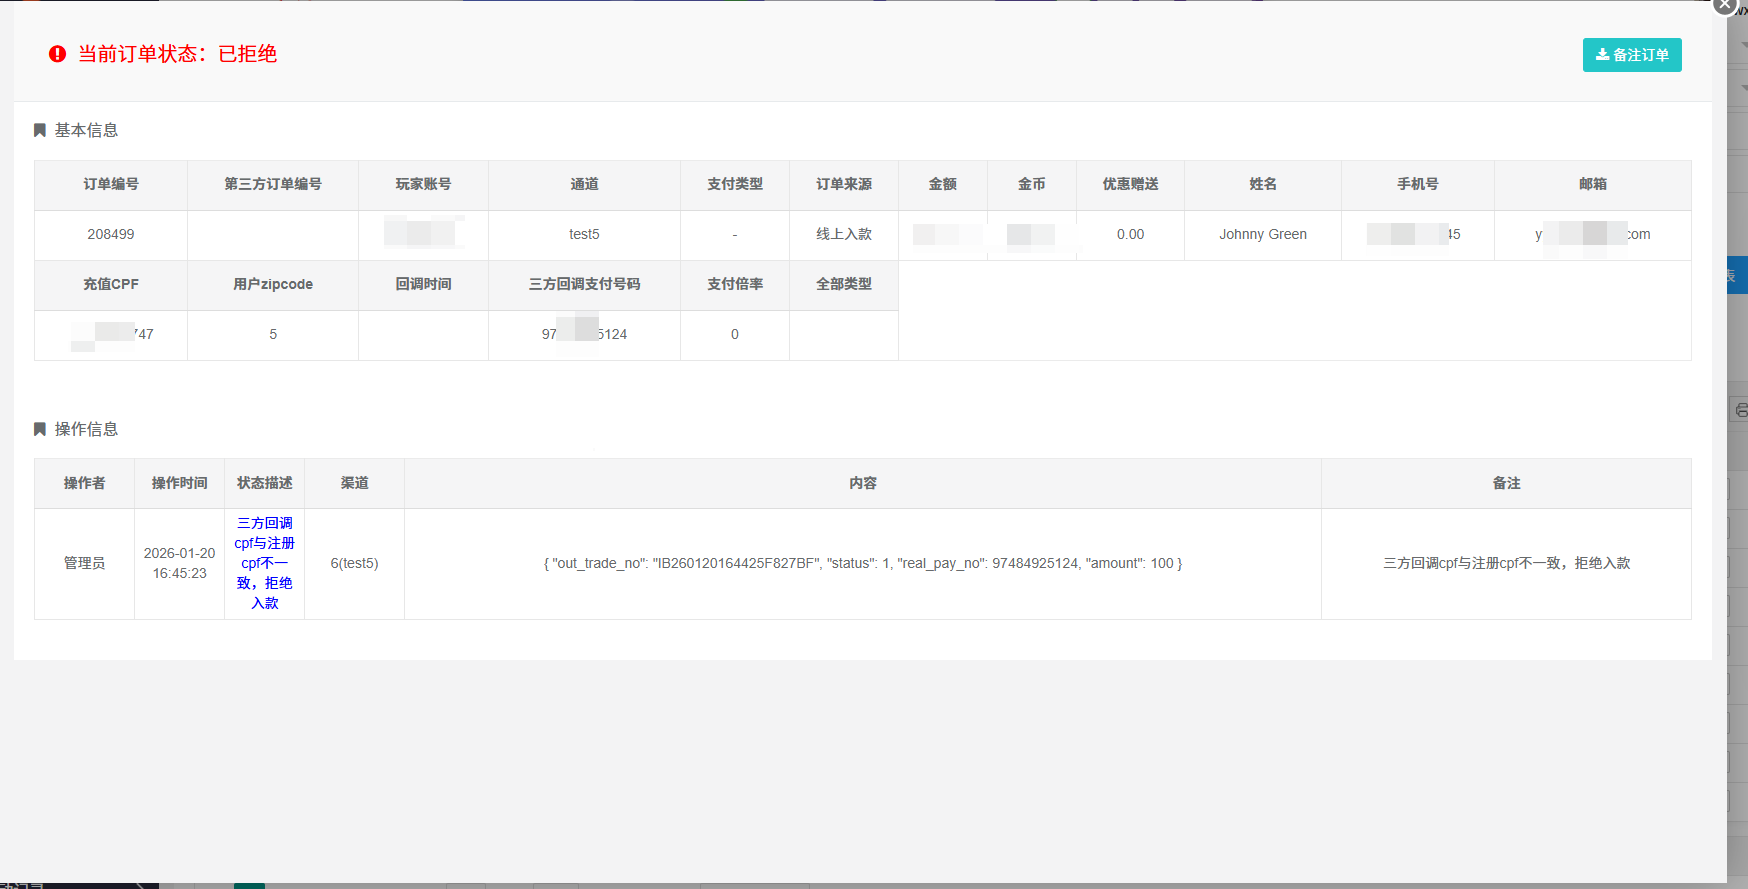 当前订单状态：已拒绝
备注订单
基本信息
订单编号 第三方订单编号 玩家账号 通道 支付类型 订单来源 金额 金币 优惠赠送 姓名 手机号 邮箱
208499 test5 - 线上入款 0.00 Johnny Green 45 y com
充值CPF 用户zipcode 回调时间 三方回调支付号码 支付倍率 全部类型
747 5 97 5124 0
操作信息
操作者 操作时间 状态描述 渠道 内容 备注
管理员 2026-01-20 16:45:23 三方回调cpf与注册cpf不一致，拒绝入款 6(test5) { "out_trade_no": "IB260120164425F827BF", "status": 1, "real_pay_no": 97484925124, "amount": 100 } 三方回调cpf与注册cpf不一致，拒绝入款
表